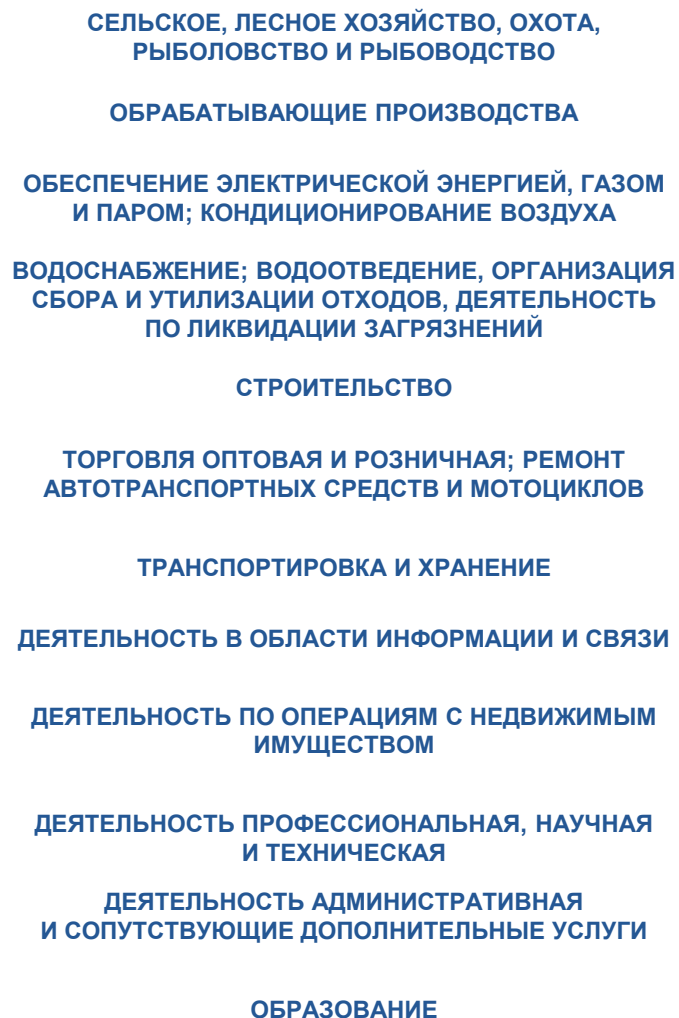 СЕЛЬСКОЕ, ЛЕСНОЕ ХОЗЯЙСТВО, ОХОТА,
РЫБОЛОВСТВО И РЫБОВОДСТВО
ОБРАБАТЫВАЮЩИЕ ПРОИЗВОДСТВА
ОБЕСПЕЧЕНИЕ ЭЛЕКТРИЧЕСКОЙ ЭНЕРГИЕЙ, ГАЗОМ
И ПАРОМ; КОНДИЦИОНИРОВАНИЕ ВОЗДУХА
ВОДОСНАБЖЕНИЕ; ВОДООТВЕДЕНИЕ, ОРГАНИЗАЦИЯ
СБОРА И УТИЛИЗАЦИИ ОТХОДОВ, ДЕЯТЕЛЬНОСТЬ
ПО ЛИКВИДАЦИИ ЗАГРЯЗНЕНИЙ
СТРОИТЕЛЬСТВО
ТОРГОВЛЯ ОПТОВАЯ И РОЗНИЧНАЯ; РЕМОНТ
АВТОТРАНСПОРТНЫХ СРЕДСТВ И МОТОЦИКЛОВ
ТРАНСПОРТИРОВКА И ХРАНЕНИЕ
ДЕЯТЕЛЬНОСТЬ В ОБЛАСТИ ИНФОРМАЦИИ И СВЯЗИ
ДЕЯТЕЛЬНОСТЬ ПО ОПЕРАЦИЯМ С НЕДВИЖИМЫМ
ИМУЩЕСТВОМ
ДЕЯТЕЛЬНОСТЬ ПРОФЕССИОНАЛЬНАЯ, НАУЧНАЯ
И ТЕХНИЧЕСКАЯ
ДЕЯТЕЛЬНОСТЬ АДМИНИСТРАТИВНАЯ
И СОПУТСТВУЮЩИЕ ДОПОЛНИТЕЛЬНЫЕ УСЛУГИ
ОБРАЗОВАНИЕ